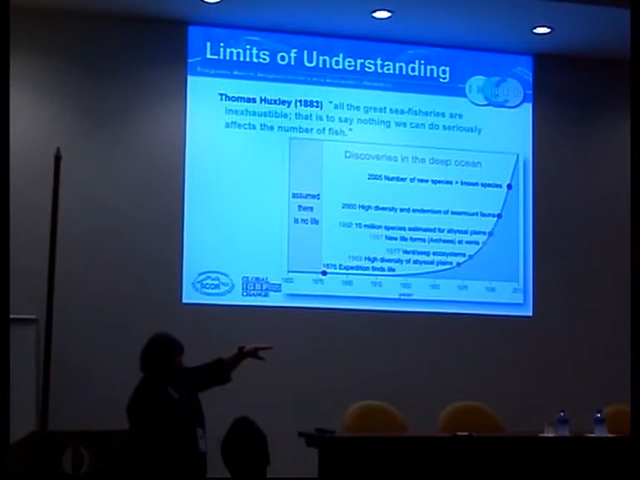 Limits of Understanding
Thomas Huxley (1883) "all the great sea-fisheries are
inexhaustible; that is to say nothing we can do seriously
affects the number of fish."
Discoveries in the deep ocean
2005 Number of new species > known species
assumed
there
is no life
2000 High diversity and endemism of seamount fauna
10 million species estimated for abyssal plains
New life forms (Archaea) at vents
1977 Vent/seep ecosystems
High diversity of abyssal plains
1875 Expedition finds life
year
SCOR
GLOBAL
IGBP
CHANGE